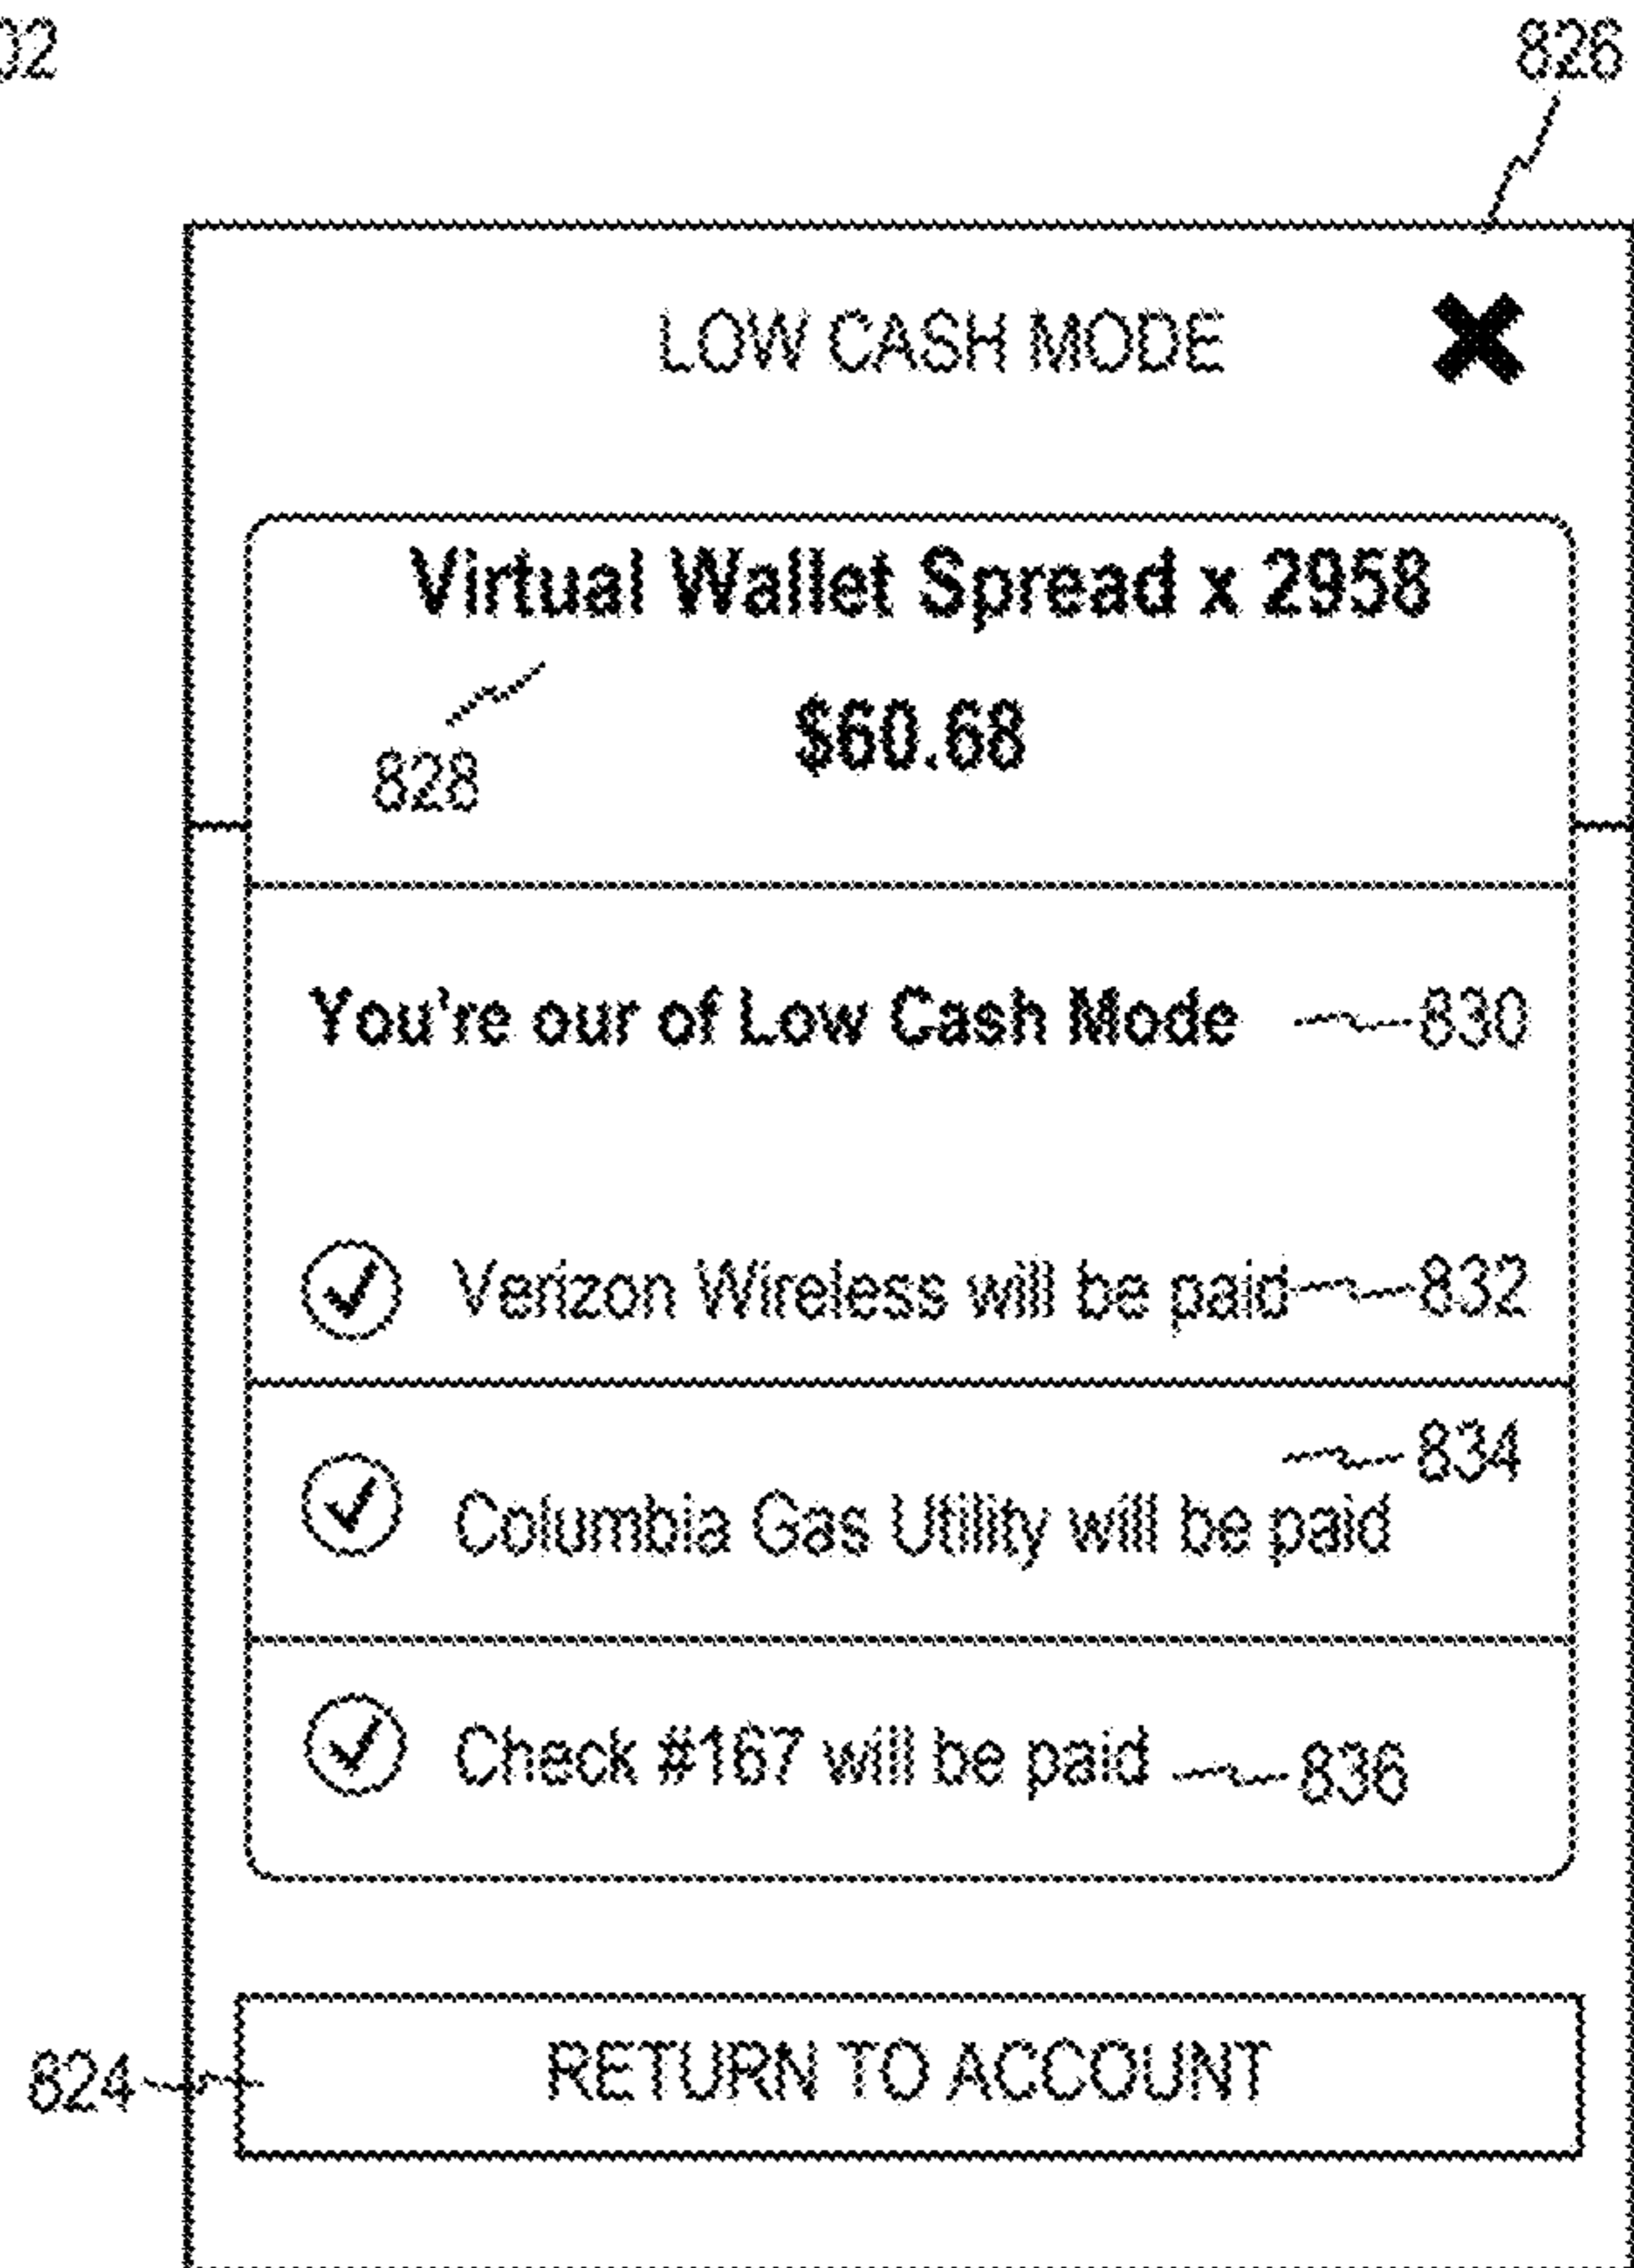 02
826
LOW CASH MODE
Virtual Wallet Spread x 2958
$60.68
828
You're our of Low Cash Mode 830
Verizon Wireless will be paid 832
834
Columbia Gas Utility will be paid
Check #167 will be paid 836
824 RETURN TO ACCOUNT